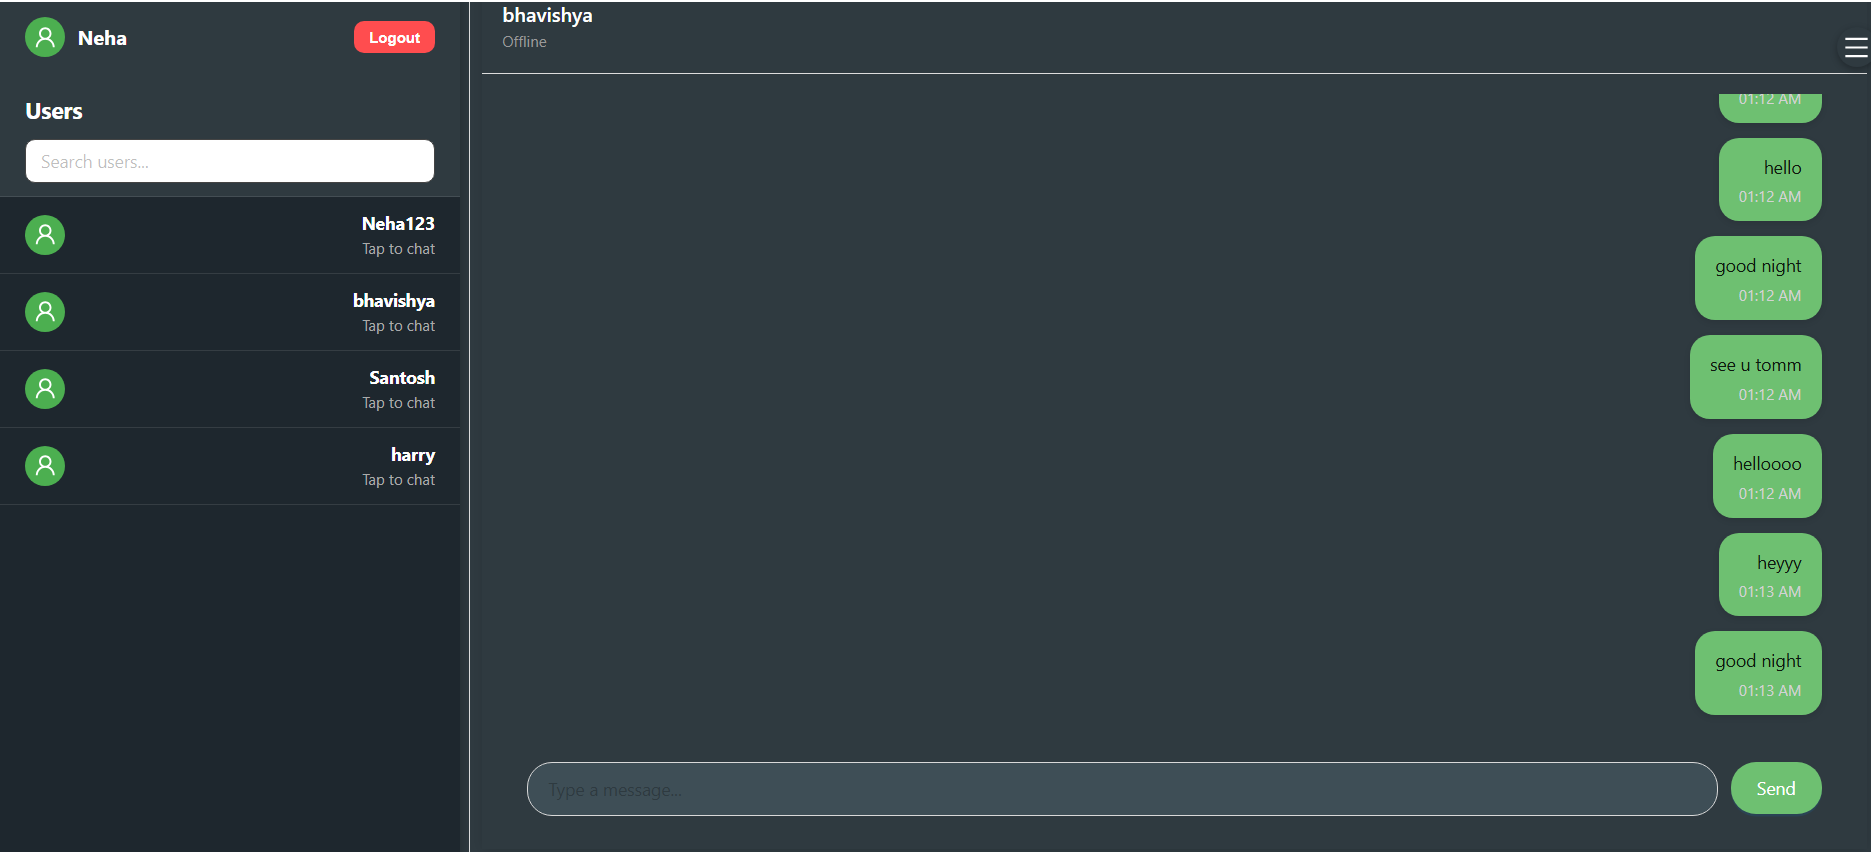 Neha
Logout
Users
Search users...
Neha123
Tap to chat
bhavishya
Tap to chat
Santosh
Tap to chat
harry
Tap to chat
bhavishya
Offline
01:12 AM
hello
01:12 AM
good night
01:12 AM
see u tomm
01:12 AM
helloooo
01:12 AM
heyyy
01:13 AM
good night
01:13 AM
Type a message...
Send